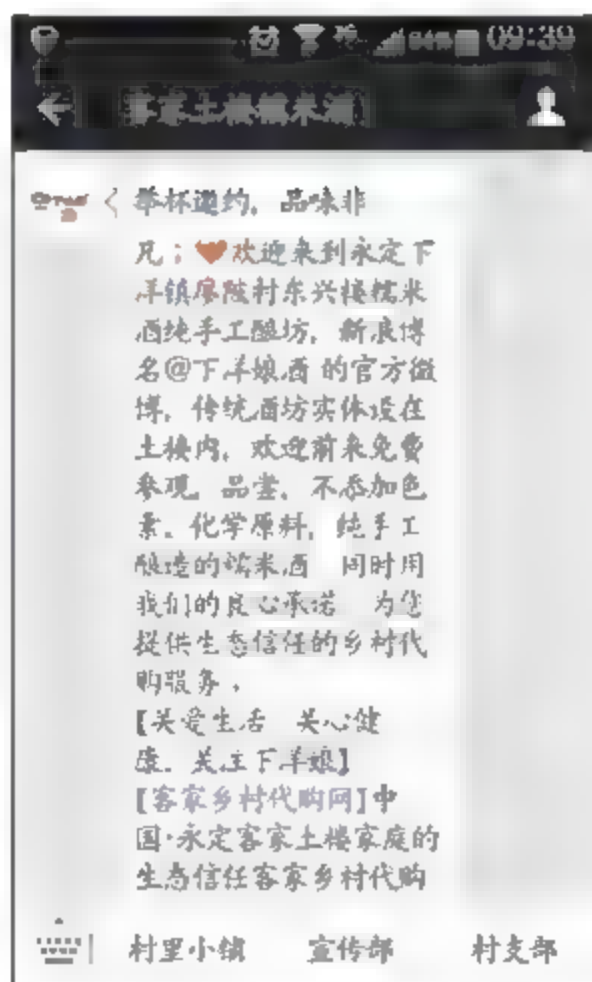 09:39
客家土楼糯米酒
举杯邀约，品味非
凡；❤欢迎来到永定下
洋镇廖陂村东兴楼糯米
酒纯手工酿坊，新浪博
名@下洋娘酒 的官方微
博，传统酒坊实体设在
土楼内，欢迎前来免费
参观，品尝，不添加色
素、化学原料，纯手工
酿造的糯米酒 同时用
我们的良心承诺 为您
提供生态信任的乡村代
购服务，
【关爱生活 关心健
康、关注下洋娘】
【客家乡村代购网】中
国·永定客家土楼家庭的
生态信任客家乡村代购
村里小镇 宣传部 村支部